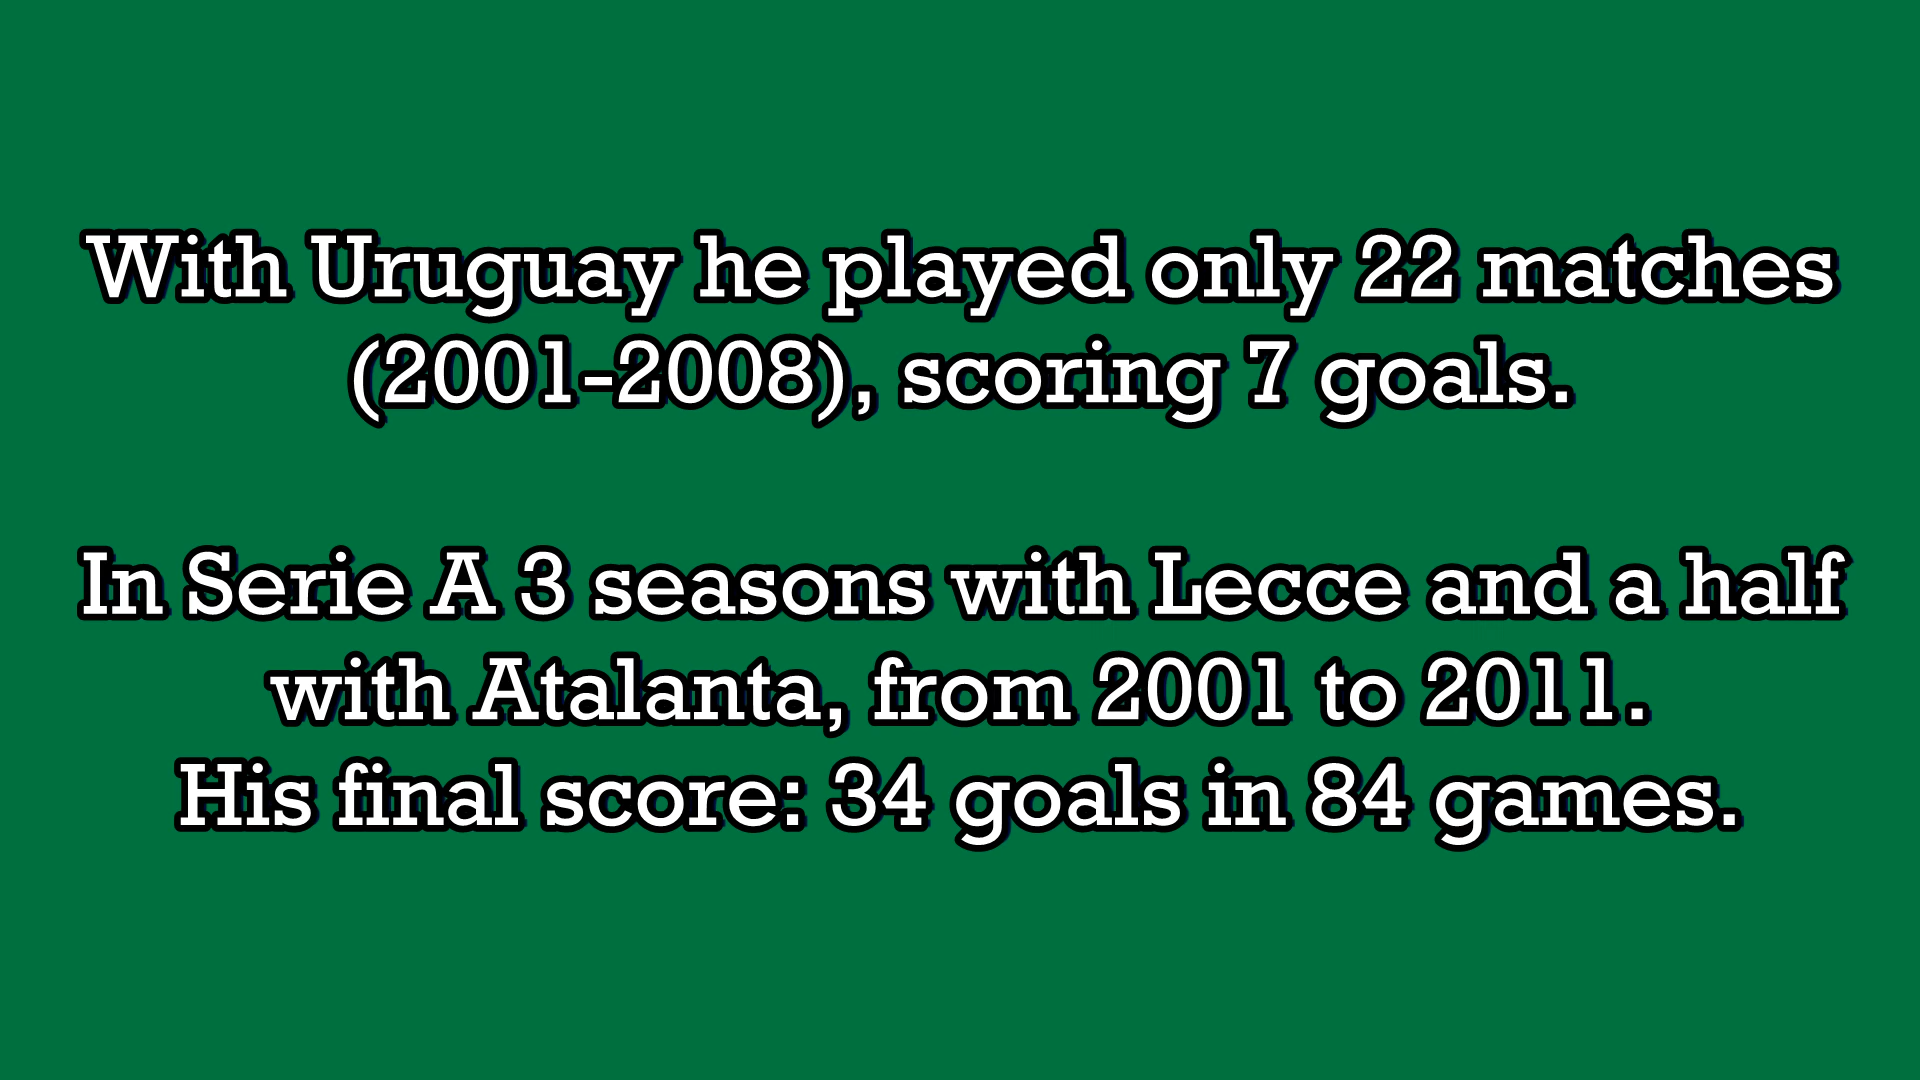 With Uruguay he played only 22 matches
(2001-2008), scoring 7 goals.
In Serie A 3 seasons with Lecce and a half
with Atalanta, from 2001 to 2011.
His final score: 34 goals in 84 games.